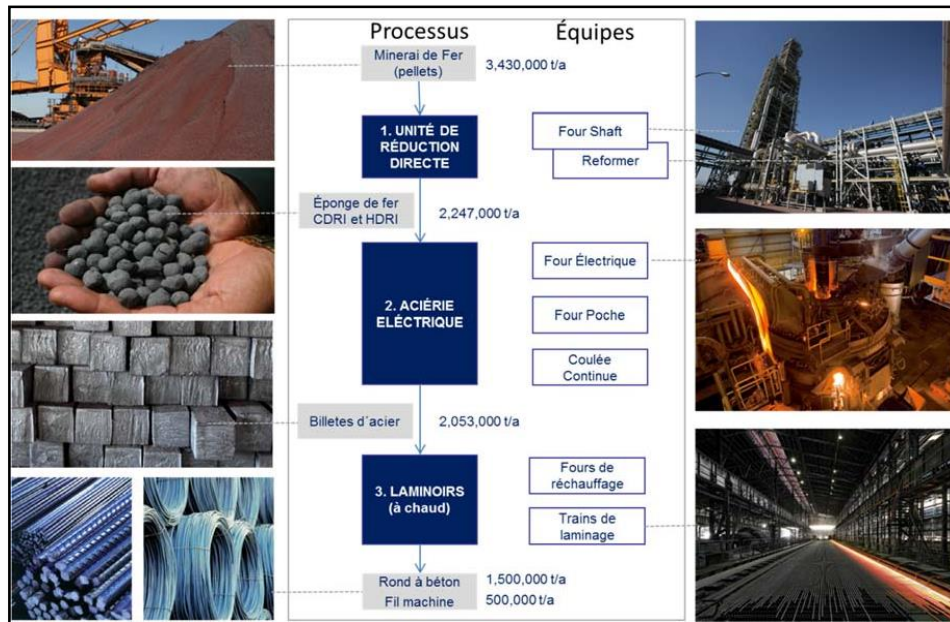 Processus
Équipes
Minerai de Fer
(pellets)
3,430,000 t/a
1. UNITÉ DE
RÉDUCTION
DIRECTE
Four Shaft
Reformer
Éponge de fer
CDRI et HDRI
2,247,000 t/a
2. ACIÉRIE
ELÉCTRIQUE
Four Électrique
Four Poche
Coulée
Continue
Billetes d´acier
2,053,000 t/a
3. LAMINOIRS
(à chaud)
Fours de
réchauffage
Trains de
laminage
Rond à béton
1,500,000 t/a
Fil machine
500,000 t/a